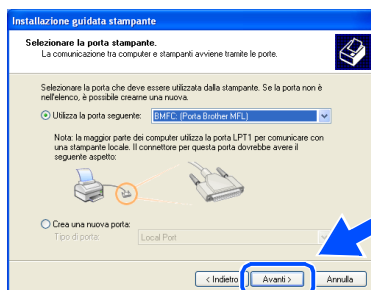 Installazione guidata stampante
Selezionare la porta stampante.
La comunicazione tra computer e stampanti avviene tramite le porte.
Selezionare la porta che deve essere utilizzata dalla stampante. Se la porta non è
nell'elenco, è possibile crearne una nuova.
Utilizza la porta seguente: BMFC: (Porta Brother MFL)
Nota: la maggior parte dei computer utilizza la porta LPT1 per comunicare con
una stampante locale. Il connettore per questa porta dovrebbe avere il
seguente aspetto:
Crea una nuova porta:
Tipo di porta: Local Port
< Indietro Avanti > Annulla